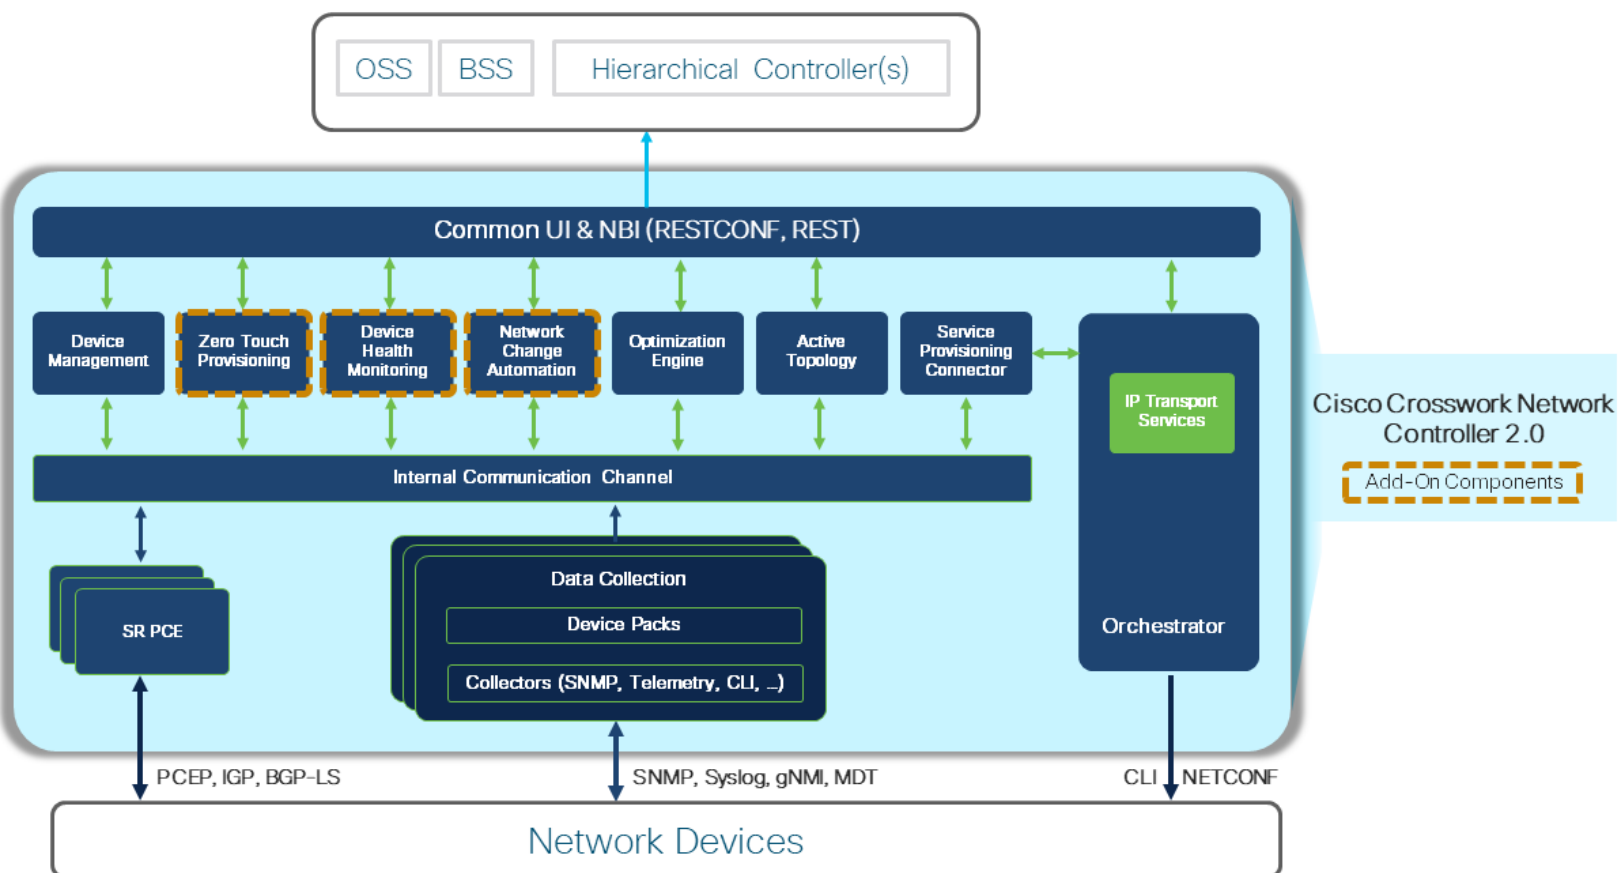 OSS
BSS
Hierarchical Controller(s)
Common UI & NBI (RESTCONF, REST)
Device
Management
Zero Touch
Provisioning
Device
Health
Monitoring
Network
Change
Automation
Optimization
Engine
Active
Topology
Service
Provisioning
Connector
IP Transport
Services
Orchestrator
Cisco Crosswork Network
Controller 2.0
Add-On Components
Internal Communication Channel
SR PCE
Data Collection
Device Packs
Collectors (SNMP, Telemetry, CLI, ...)
PCEP, IGP, BGP-LS
SNMP, Syslog, gNMI, MDT
CLI
NETCONF
Network Devices